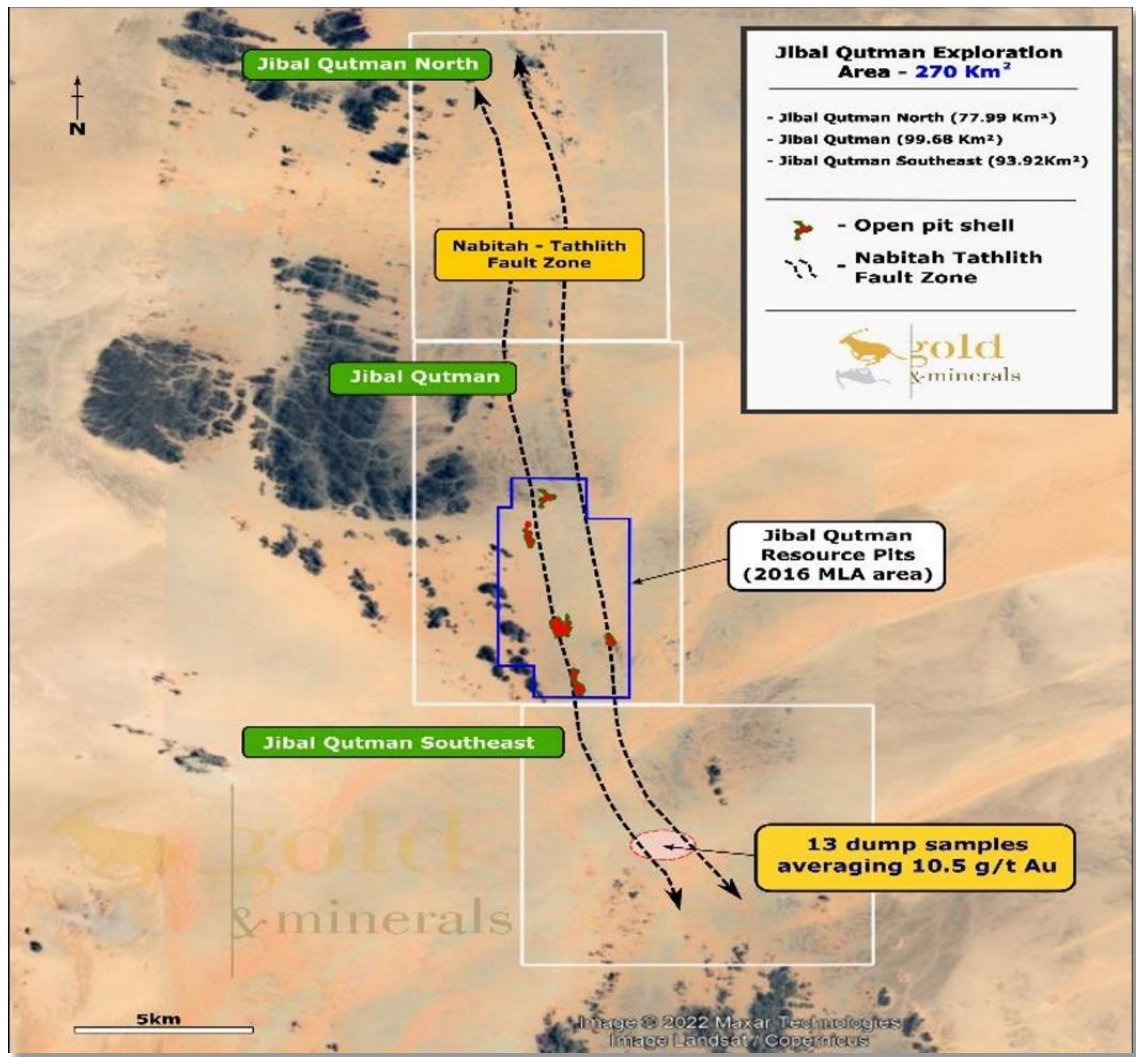 Jibal Qutman Exploration
Area - 270 Km²
- Jibal Qutman North (77.99 Km²)
- Jibal Qutman (99.68 Km²)
- Jibal Qutman Southeast (93.92Km²)
- Open pit shell
- Nabitah Tathlith
Fault Zone
gold
& minerals
Jibal Qutman North
N
Nabitah - Tathlith
Fault Zone
Jibal Qutman
Jibal Qutman
Resource Pits
(2016 MLA area)
Jibal Qutman Southeast
13 dump samples
averaging 10.5 g/t Au
gold
& minerals
5km
Image © 2022 Maxar Technologies
Image Landsat / Copernicus